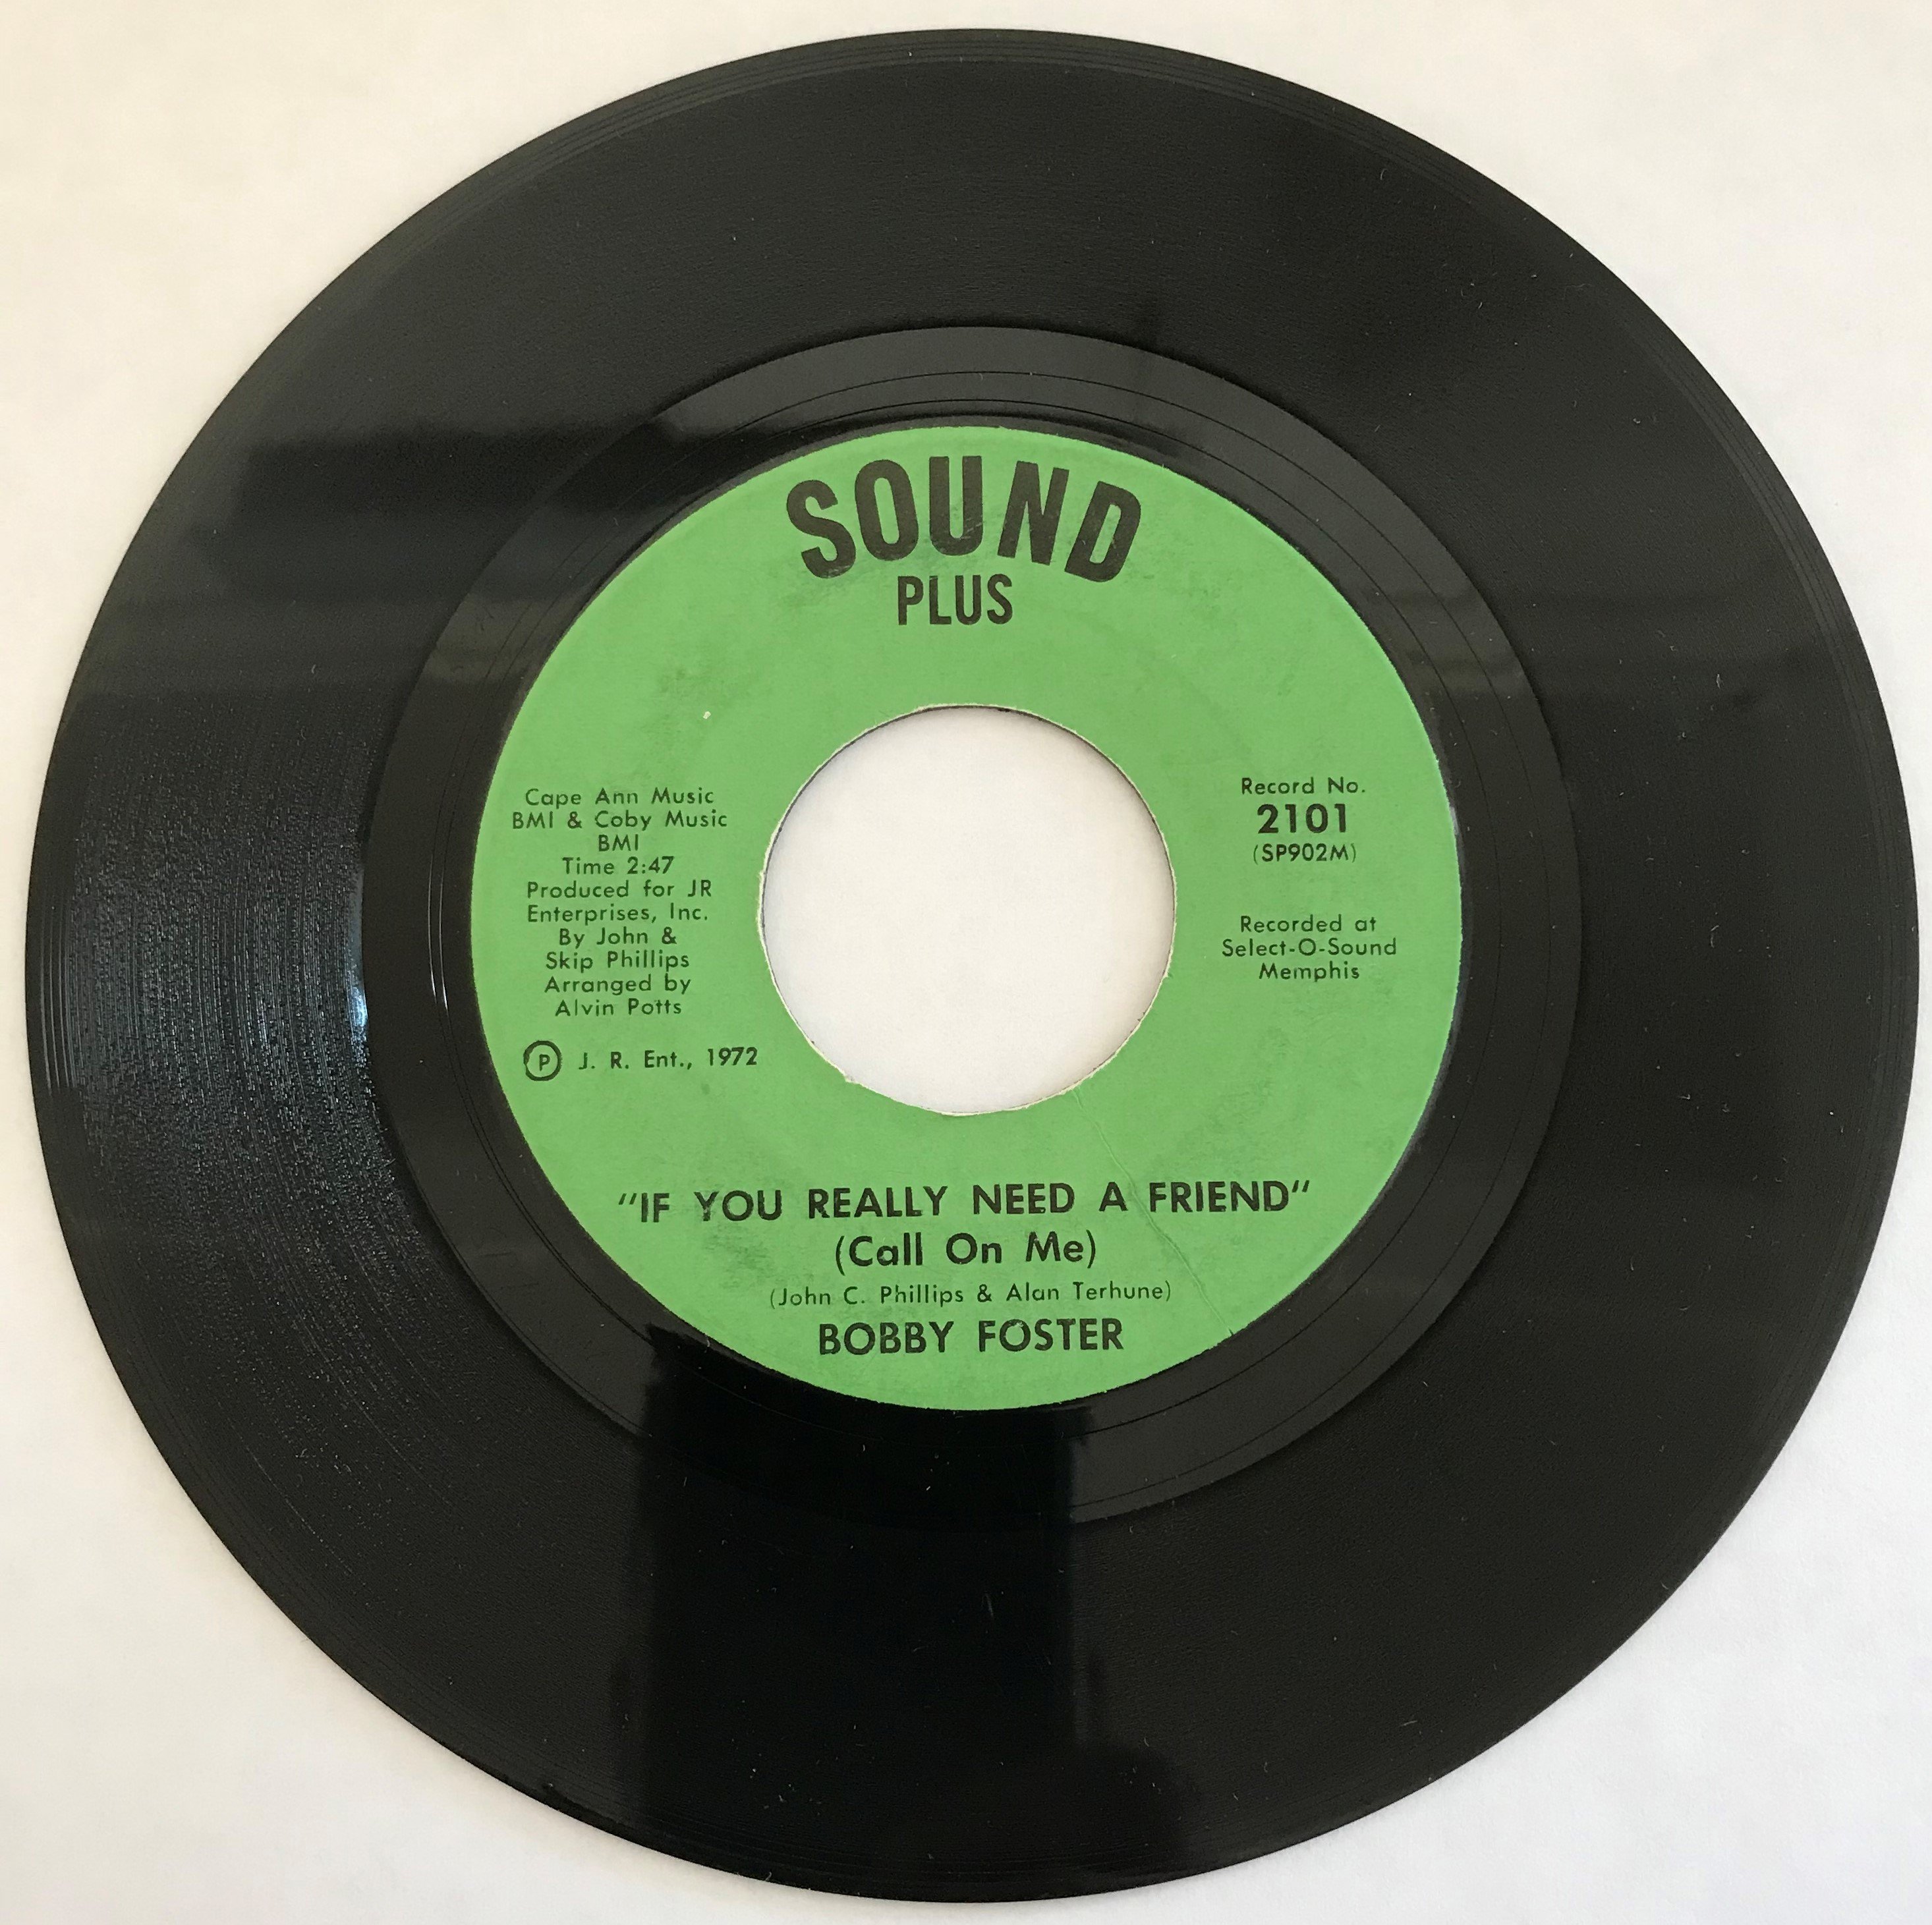 SOUND
PLUS
Cape Ann Music
BMI & Coby Music
BMI
Time 2:47
Produced for JR
Enterprises, Inc.
By John &
Skip Phillips
Arranged by
Alvin Potts
Ⓟ J. R. Ent., 1972
Record No.
2101
(SP902M)
Recorded at
Select-O-Sound
Memphis
"IF YOU REALLY NEED A FRIEND"
(Call On Me)
(John C. Phillips & Alan Terhune)
BOBBY FOSTER